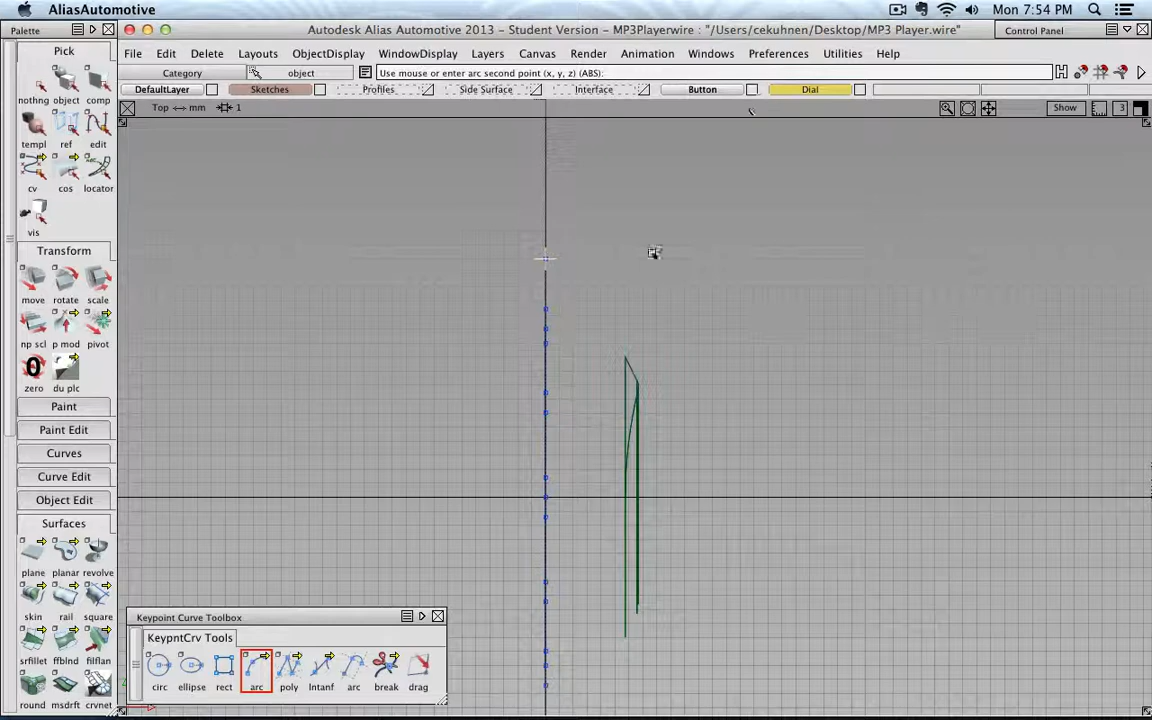 AliasAutomotive
Mon 7:54 PM
Palette
Autodesk Alias Automotive 2013 - Student Version - MP3Playerwire : "/Users/cekuhnen/Desktop/MP3 Player.wire"
Control Panel
File Edit Delete Layouts ObjectDisplay WindowDisplay Layers Canvas Render Animation Windows Preferences Utilities Help
Category
object
Use mouse or enter arc second point (x, y, z) (ABS):
DefaultLayer
Sketches
Profiles
Side Surface
Interface
Button
Dial
Top <-> mm
1
Show
3
Pick
nothng object comp
templ ref edit
cv cos locator
vis
Transform
move rotate scale
np scl p mod pivot
0
zero du plc
Paint
Paint Edit
Curves
Curve Edit
Object Edit
Surfaces
plane planar revolve
skin rail square
srfillet ffblnd filflan
round msdrft crvnet
Keypoint Curve Toolbox
KeypntCrv Tools
circ ellipse rect arc poly lntanf arc break drag